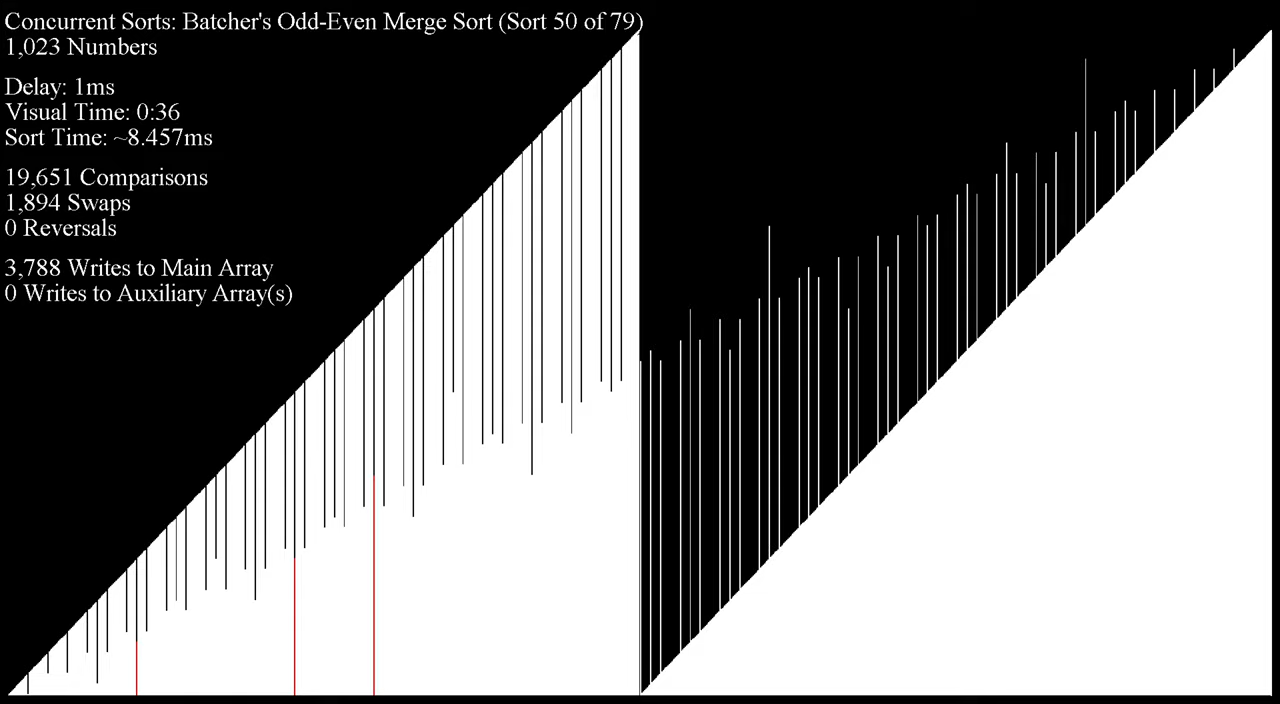 Concurrent Sorts: Batcher's Odd-Even Merge Sort (Sort 50 of 79)
1,023 Numbers
Delay: 1ms
Visual Time: 0:36
Sort Time: ~8.457ms
19,651 Comparisons
1,894 Swaps
0 Reversals
3,788 Writes to Main Array
0 Writes to Auxiliary Array(s)